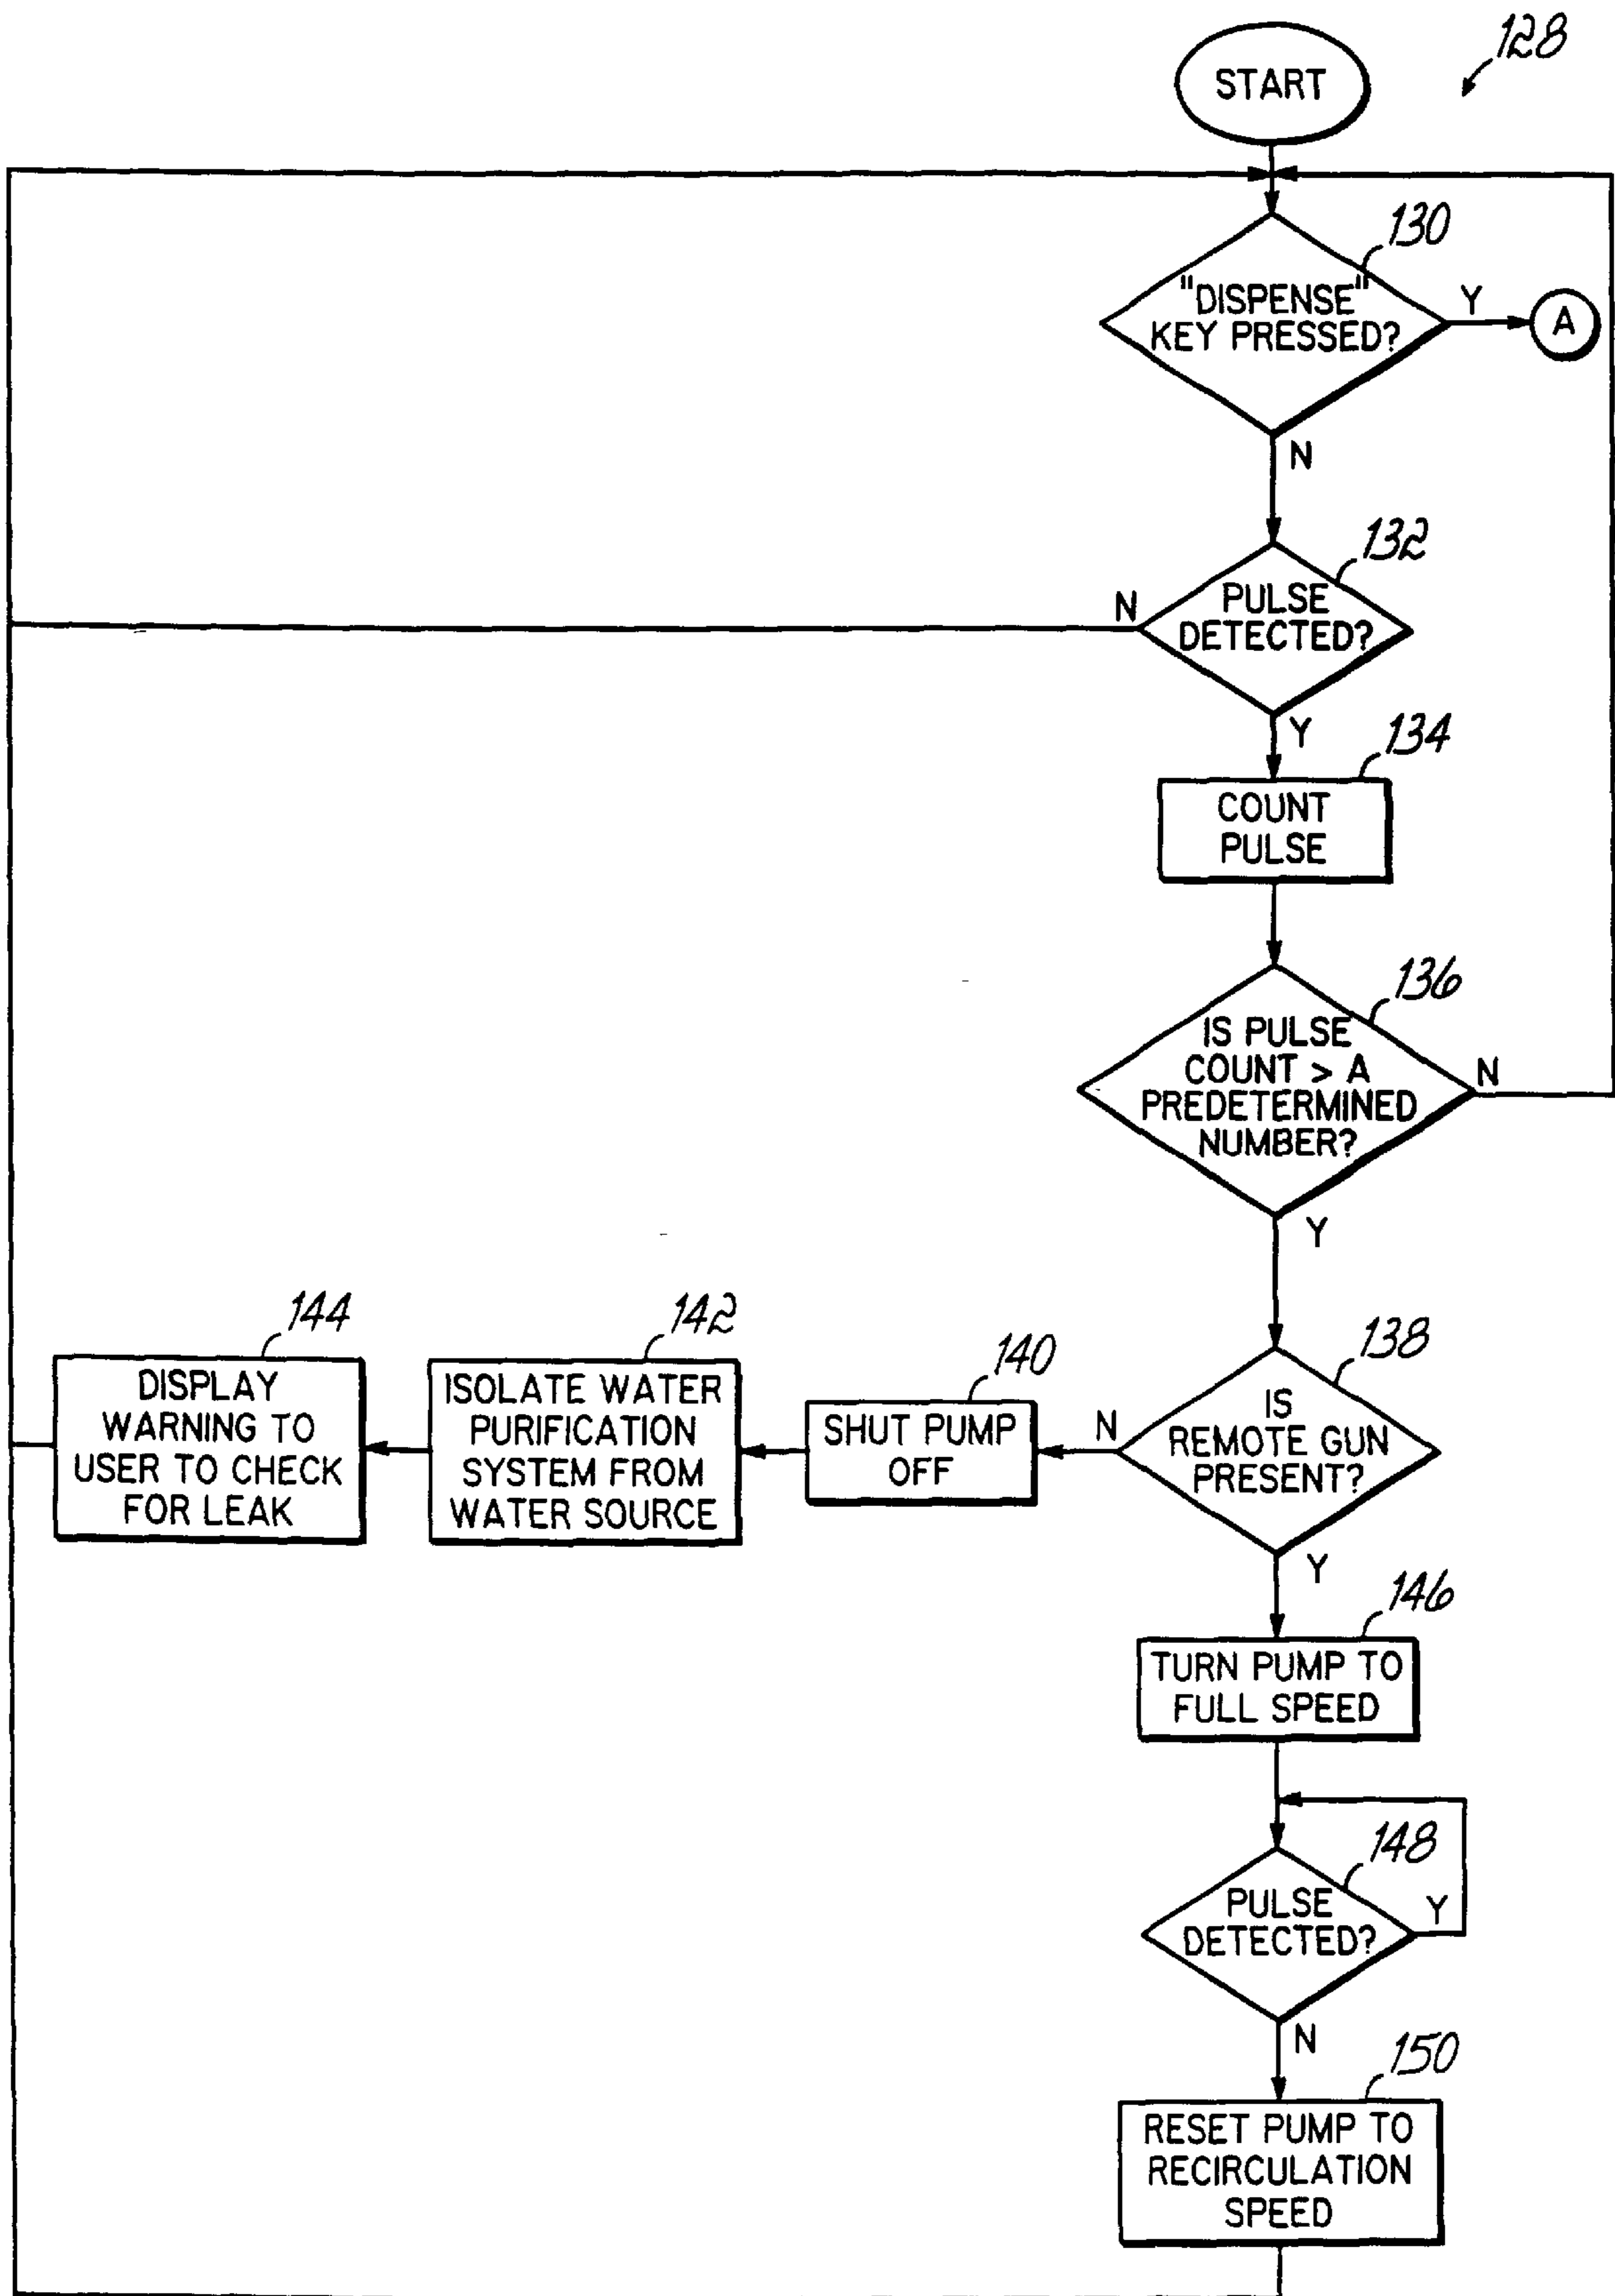 128
START
130
"DISPENSE"
KEY PRESSED?
Y
A
N
132
N
PULSE
DETECTED?
Y
134
COUNT
PULSE
136
IS PULSE
COUNT > A
PREDETERMINED
NUMBER?
N
Y
144
DISPLAY
WARNING TO
USER TO CHECK
FOR LEAK
142
ISOLATE WATER
PURIFICATION
SYSTEM FROM
WATER SOURCE
140
SHUT PUMP
OFF
N
138
IS
REMOTE GUN
PRESENT?
Y
146
TURN PUMP TO
FULL SPEED
148
PULSE
DETECTED?
Y
N
150
RESET PUMP TO
RECIRCULATION
SPEED